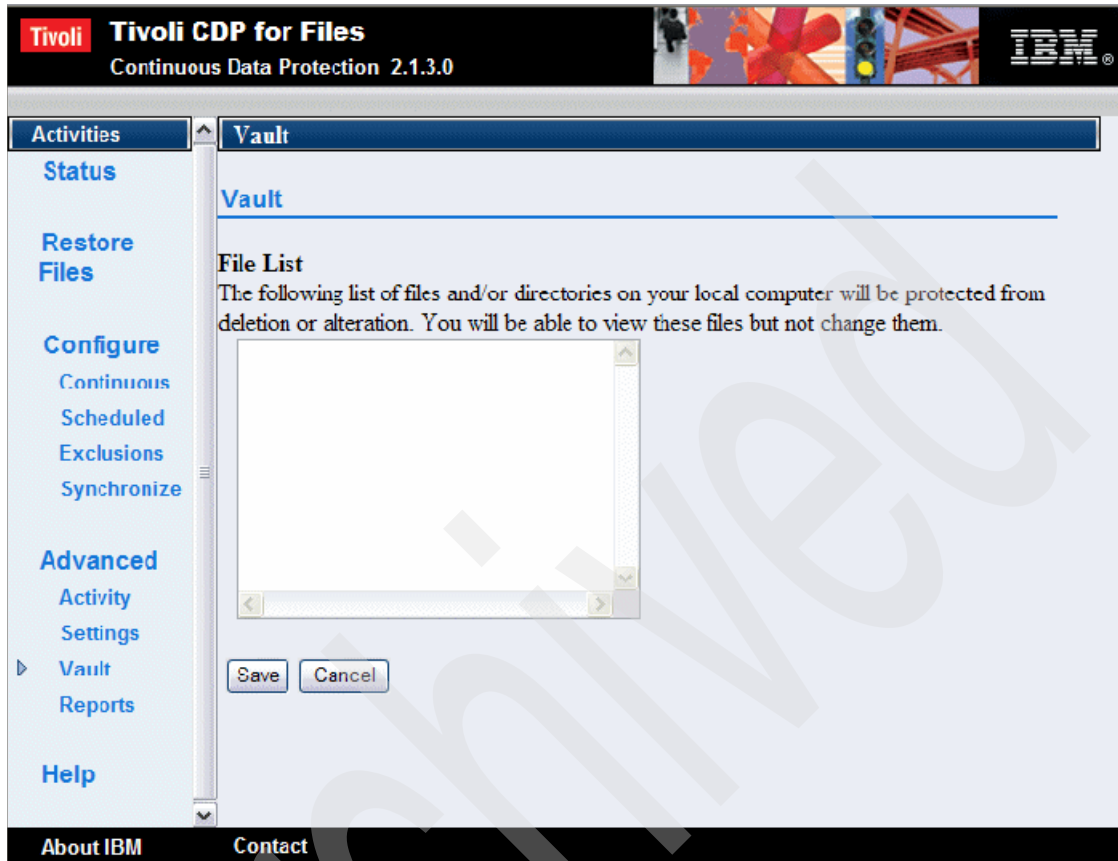 Tivoli
Tivoli CDP for Files
Continuous Data Protection 2.1.3.0
IBM®
Activities
Status
Restore
Files
Configure
Continuous
Scheduled
Exclusions
Synchronize
Advanced
Activity
Settings
Vault
Reports
Help
Vault
Vault
File List
The following list of files and/or directories on your local computer will be protected from
deletion or alteration. You will be able to view these files but not change them.
Save Cancel
About IBM Contact